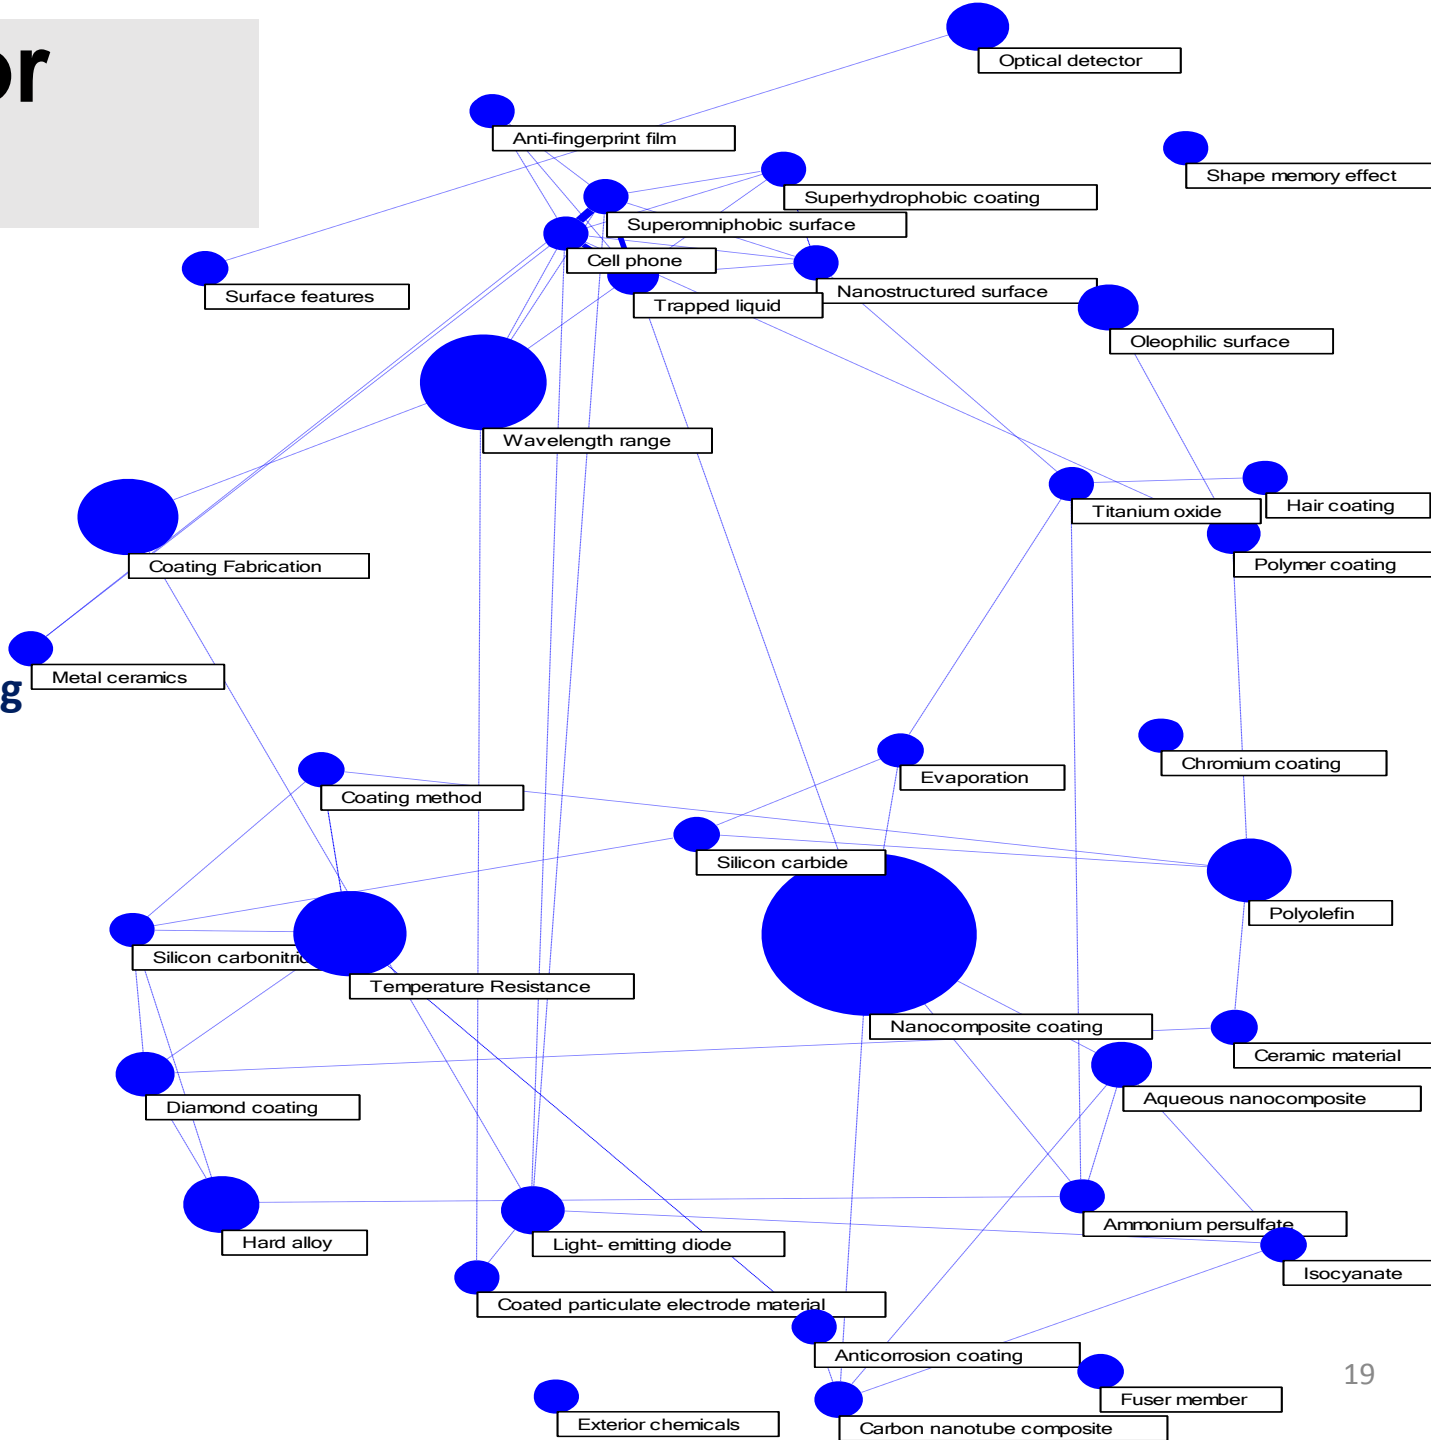 or
Optical detector
Anti-fingerprint film
Shape memory effect
Superhydrophobic coating
Superomniphobic surface
Cell phone
Surface features
Nanostructured surface
Trapped liquid
Oleophilic surface
Wavelength range
Titanium oxide
Hair coating
Coating Fabrication
Polymer coating
Metal ceramics
g
Chromium coating
Evaporation
Coating method
Silicon carbide
Polyolefin
Silicon carbonitri
Temperature Resistance
Nanocomposite coating
Ceramic material
Aqueous nanocomposite
Diamond coating
Ammonium persulfate
Hard alloy
Light- emitting diode
Isocyanate
Coated particulate electrode material
Anticorrosion coating
19
Fuser member
Exterior chemicals
Carbon nanotube composite